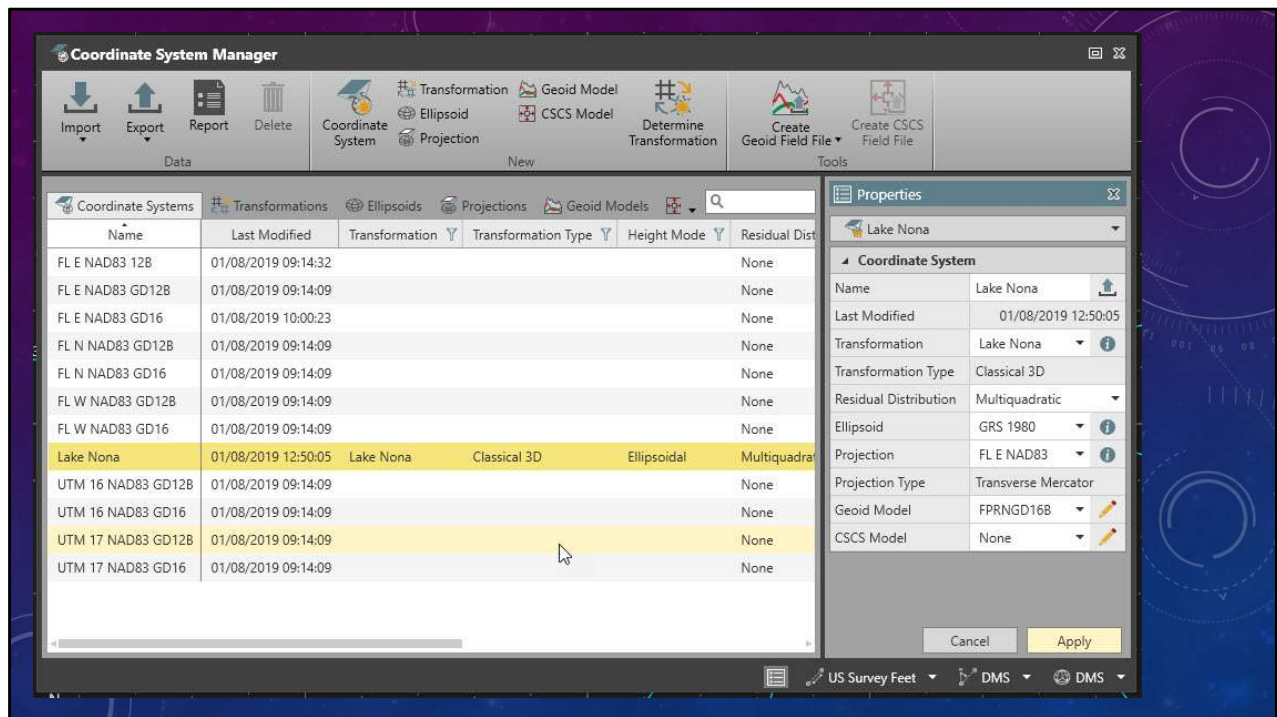 Coordinate System Manager
Import
Export
Report
Delete
Data
Coordinate System
Transformation
Ellipsoid
Projection
Geoid Model
CSCS Model
Determine Transformation
New
Create Geoid Field File
Create CSCS Field File
Tools
Coordinate Systems Transformations Ellipsoids Projections Geoid Models
Name Last Modified Transformation Transformation Type Height Mode Residual Dist
FL E NAD83 12B 01/08/2019 09:14:32 None
FL E NAD83 GD12B 01/08/2019 09:14:09 None
FL E NAD83 GD16 01/08/2019 10:00:23 None
FL N NAD83 GD12B 01/08/2019 09:14:09 None
FL N NAD83 GD16 01/08/2019 09:14:09 None
FL W NAD83 GD12B 01/08/2019 09:14:09 None
FL W NAD83 GD16 01/08/2019 09:14:09 None
Lake Nona 01/08/2019 12:50:05 Lake Nona Classical 3D Ellipsoidal Multiquadrat
UTM 16 NAD83 GD12B 01/08/2019 09:14:09 None
UTM 16 NAD83 GD16 01/08/2019 09:14:09 None
UTM 17 NAD83 GD12B 01/08/2019 09:14:09 None
UTM 17 NAD83 GD16 01/08/2019 09:14:09 None
Properties
Lake Nona
Coordinate System
Name Lake Nona
Last Modified 01/08/2019 12:50:05
Transformation Lake Nona
Transformation Type Classical 3D
Residual Distribution Multiquadratic
Ellipsoid GRS 1980
Projection FL E NAD83
Projection Type Transverse Mercator
Geoid Model FPRNGD16B
CSCS Model None
Cancel Apply
US Survey Feet DMS DMS